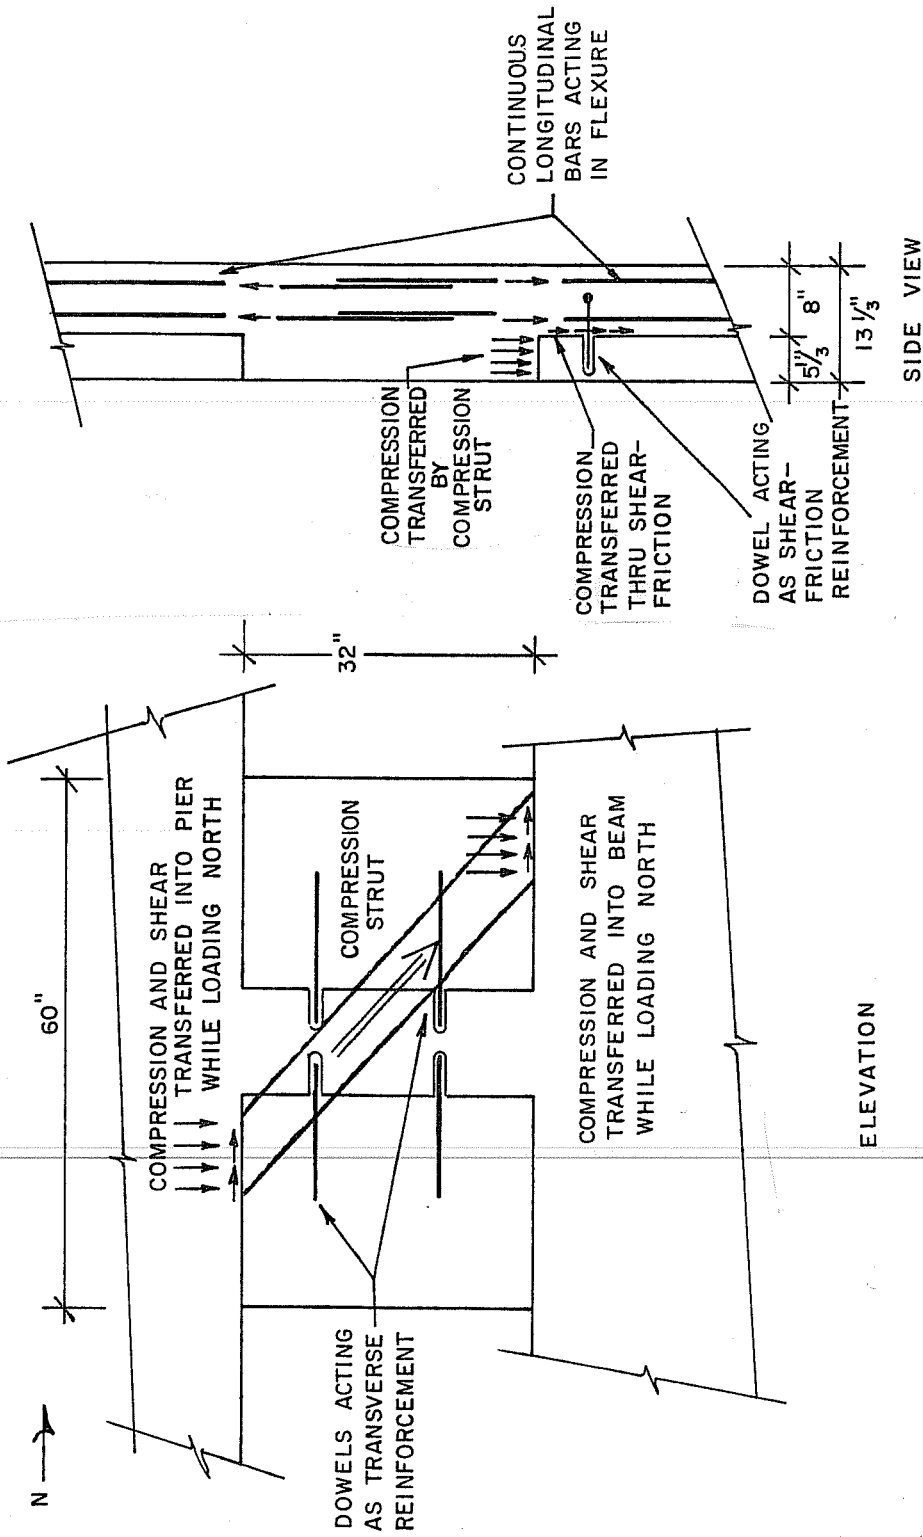 N
60"
COMPRESSION AND SHEAR
TRANSFERRED INTO PIER
WHILE LOADING NORTH
32"
COMPRESSION
STRUT
DOWELS ACTING
AS TRANSVERSE
REINFORCEMENT
COMPRESSION AND SHEAR
TRANSFERRED INTO BEAM
WHILE LOADING NORTH
ELEVATION
CONTINUOUS
LONGITUDINAL
BARS ACTING
IN FLEXURE
COMPRESSION
TRANSFERRED
BY
COMPRESSION
STRUT
COMPRESSION
TRANSFERRED
THRU SHEAR-
FRICTION
DOWEL ACTING
AS SHEAR-
FRICTION
REINFORCEMENT
5 1/3"
8"
13 1/3"
SIDE VIEW